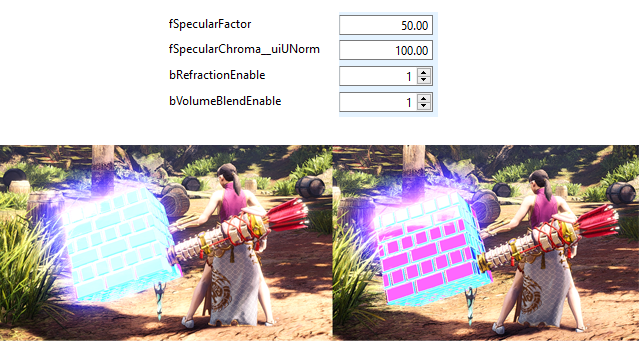 fSpecularFactor 50.00
fSpecularChroma__uiUNorm 100.00
bRefractionEnable 1
bVolumeBlendEnable 1